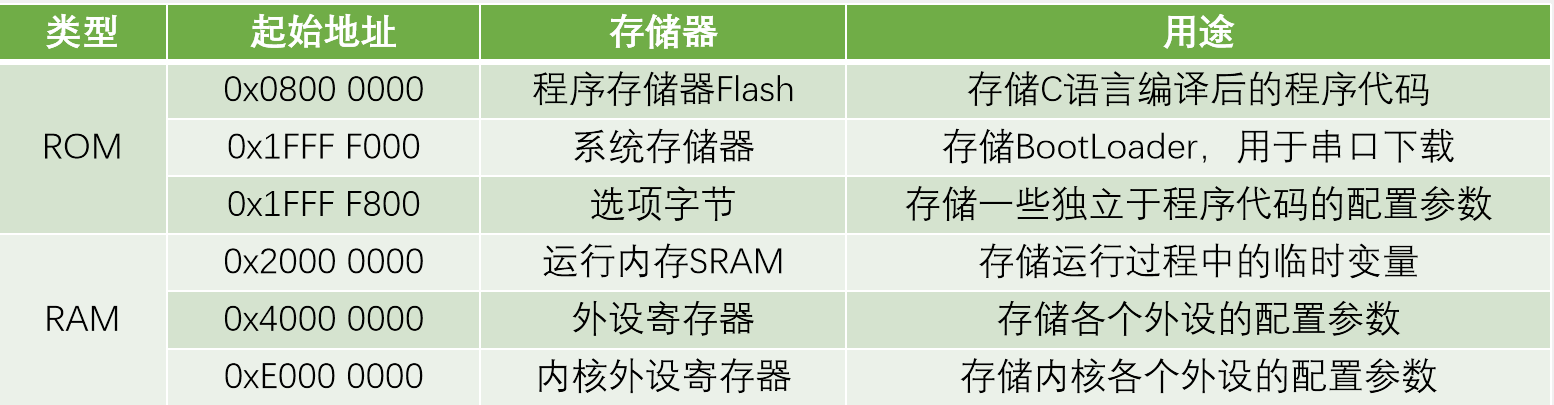 类型 起始地址 存储器 用途
ROM 0x0800 0000 程序存储器Flash 存储C语言编译后的程序代码
0x1FFF F000 系统存储器 存储BootLoader，用于串口下载
0x1FFF F800 选项字节 存储一些独立于程序代码的配置参数
RAM 0x2000 0000 运行内存SRAM 存储运行过程中的临时变量
0x4000 0000 外设寄存器 存储各个外设的配置参数
0xE000 0000 内核外设寄存器 存储内核各个外设的配置参数